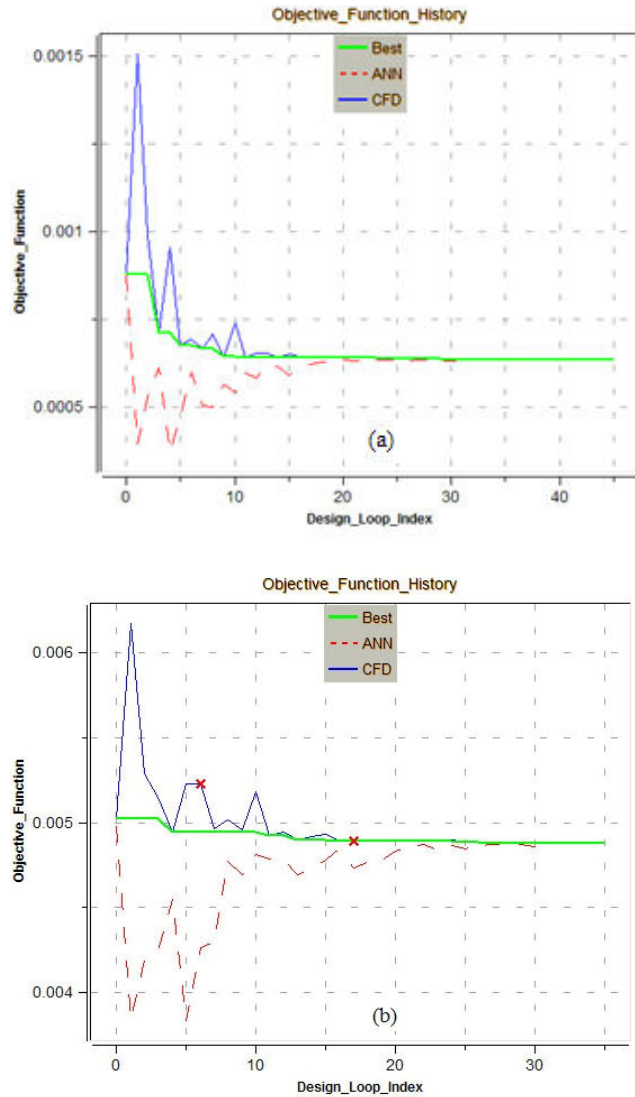 Objective_Function_History
Best
ANN
CFD
0.0015
0.001
0.0005
Objective_Function
(a)
0
10
20
30
40
Design_Loop_Index
Objective_Function_History
Best
ANN
CFD
0.006
0.005
0.004
Objective_Function
(b)
0
10
20
30
Design_Loop_Index